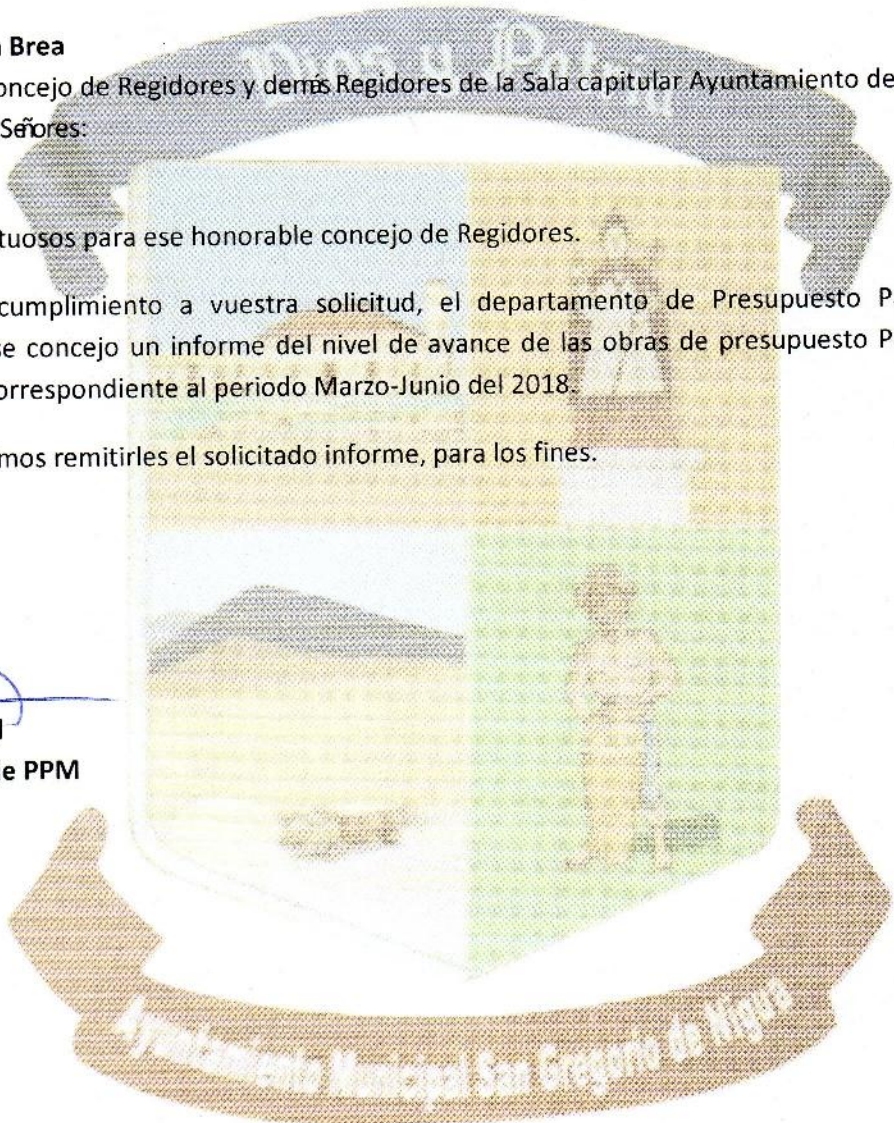 Dios y Patria
Brea
oncejo de Regidores y demás Regidores de la Sala capitular Ayuntamiento de
Señores:
tuosos para ese honorable concejo de Regidores.
cumplimiento a vuestra solicitud, el departamento de Presupuesto P
se concejo un informe del nivel de avance de las obras de presupuesto P
orrespondiente al periodo Marzo-Junio del 2018.
mos remitirles el solicitado informe, para los fines.
e PPM
Ayuntamiento Municipal San Gregorio de Nigua